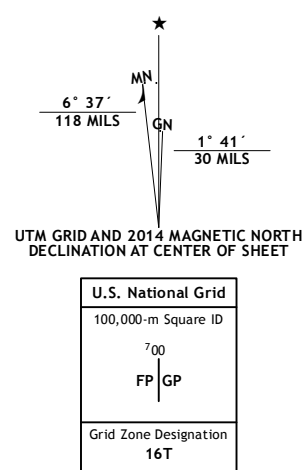 ★
MN.
6° 37´
118 MILS
GN
1° 41´
30 MILS
UTM GRID AND 2014 MAGNETIC NORTH
DECLINATION AT CENTER OF SHEET
U.S. National Grid
100,000-m Square ID
⁷00
FP GP
Grid Zone Designation
16T